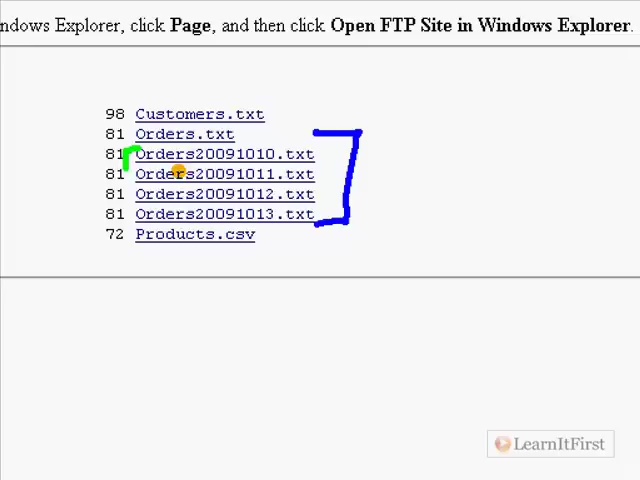 ndows Explorer, click Page, and then click Open FTP Site in Windows Explorer.
98 Customers.txt
81 Orders.txt
81 Orders20091010.txt
81 Orders20091011.txt
81 Orders20091012.txt
81 Orders20091013.txt
72 Products.csv
LearnItFirst